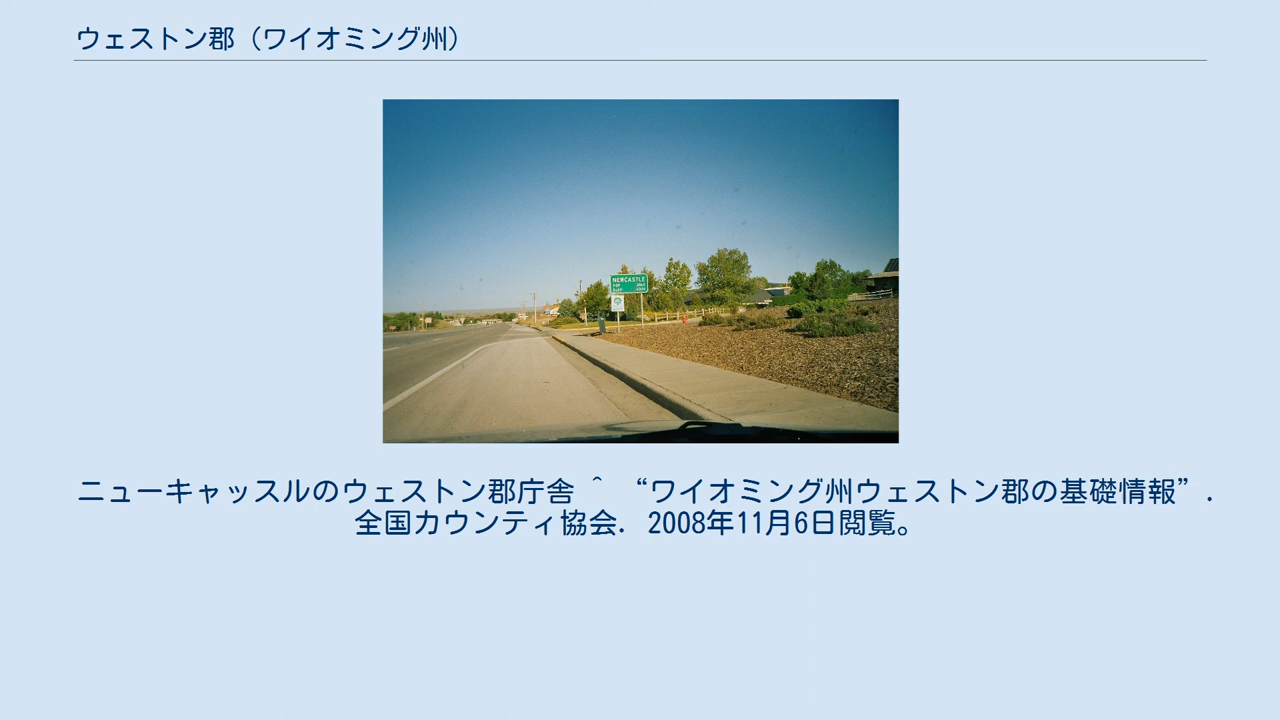 ウェストン郡（ワイオミング州）
NEWCASTLE
ニューキャッスルのウェストン郡庁舎 ^ “ワイオミング州ウェストン郡の基礎情報”.
全国カウンティ協会. 2008年11月6日閲覧。